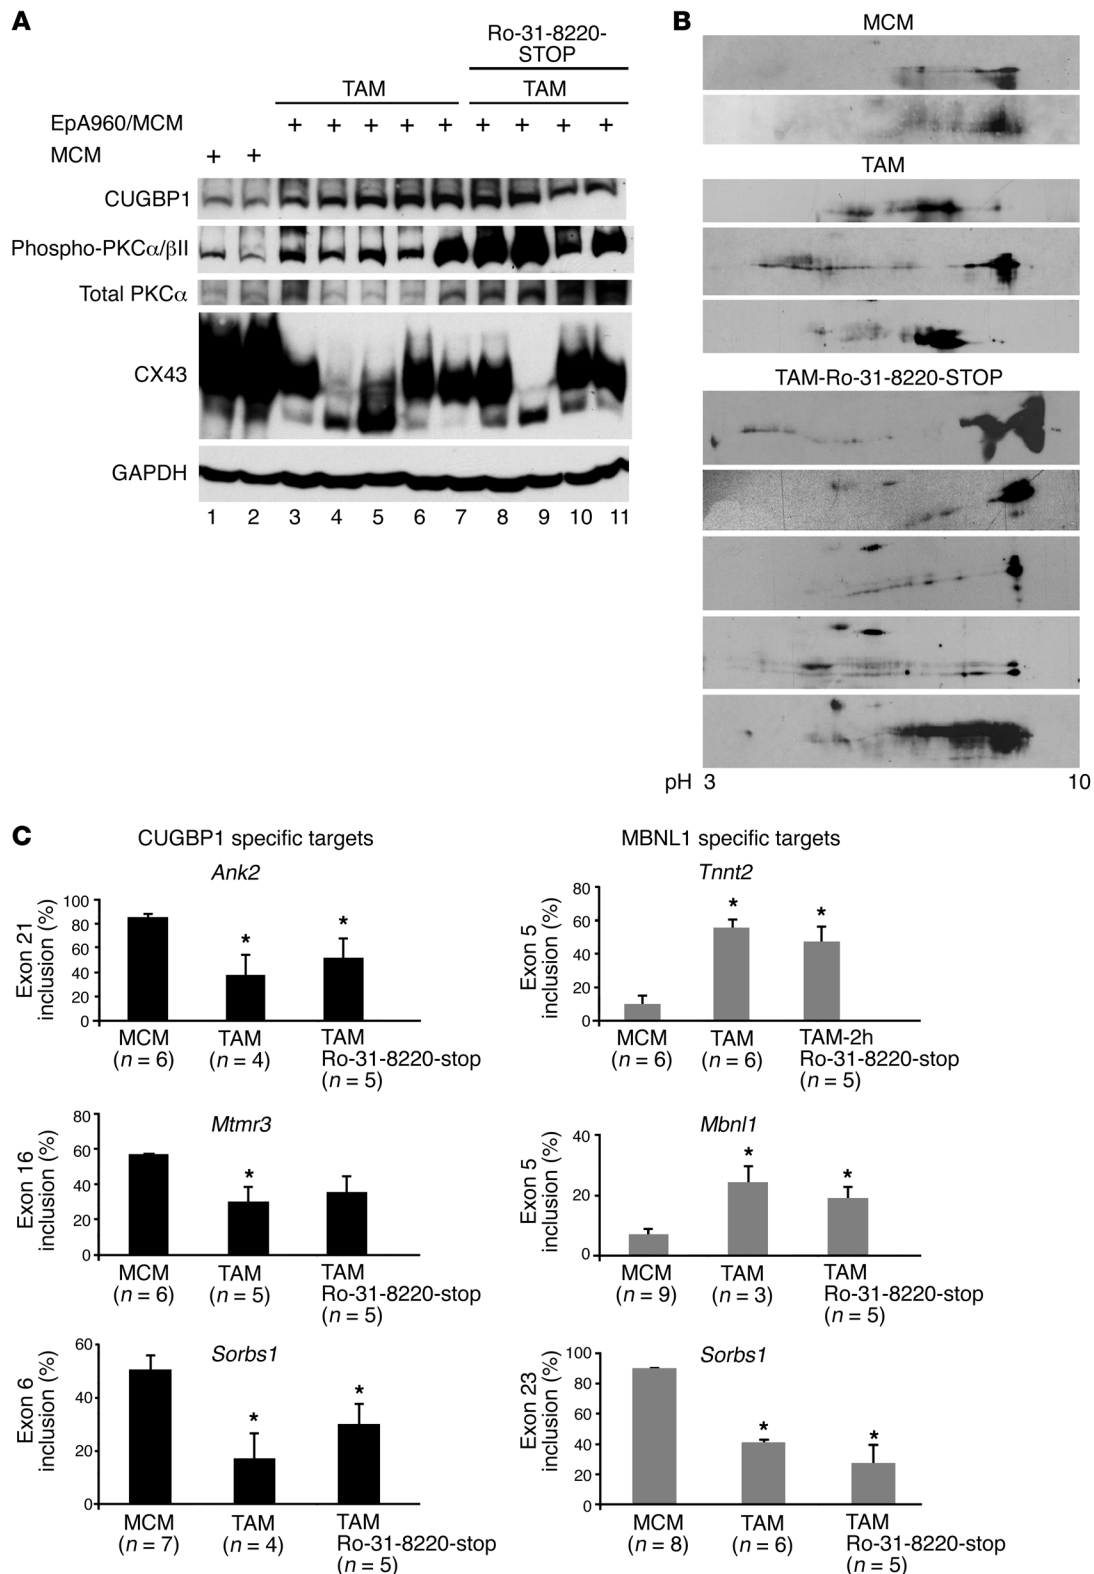 A
Ro-31-8220-
STOP
TAM
TAM
EpA960/MCM + + + + + + + + +
MCM + +
CUGBP1
Phospho-PKCα/βII
Total PKCα
CX43
GAPDH
1 2 3 4 5 6 7 8 9 10 11
B
MCM
TAM
TAM-Ro-31-8220-STOP
pH 3 10
C
CUGBP1 specific targets
Ank2
Exon 21
inclusion (%)
100
80
60
40
20
0
* *
MCM
(n = 6)
TAM
(n = 4)
TAM
Ro-31-8220-stop
(n = 5)
Mtmr3
Exon 16
inclusion (%)
80
60
40
20
0
*
MCM
(n = 6)
TAM
(n = 5)
TAM
Ro-31-8220-stop
(n = 5)
Sorbs1
Exon 6
inclusion (%)
60
40
20
0
* *
MCM
(n = 7)
TAM
(n = 4)
TAM
Ro-31-8220-stop
(n = 5)
MBNL1 specific targets
Tnnt2
Exon 5
inclusion (%)
80
60
40
20
0
* *
MCM
(n = 6)
TAM
(n = 6)
TAM-2h
Ro-31-8220-stop
(n = 5)
Mbnl1
Exon 5
inclusion (%)
40
20
0
* *
MCM
(n = 9)
TAM
(n = 3)
TAM
Ro-31-8220-stop
(n = 5)
Sorbs1
Exon 23
inclusion (%)
100
80
60
40
20
0
* *
MCM
(n = 8)
TAM
(n = 6)
TAM
Ro-31-8220-stop
(n = 5)